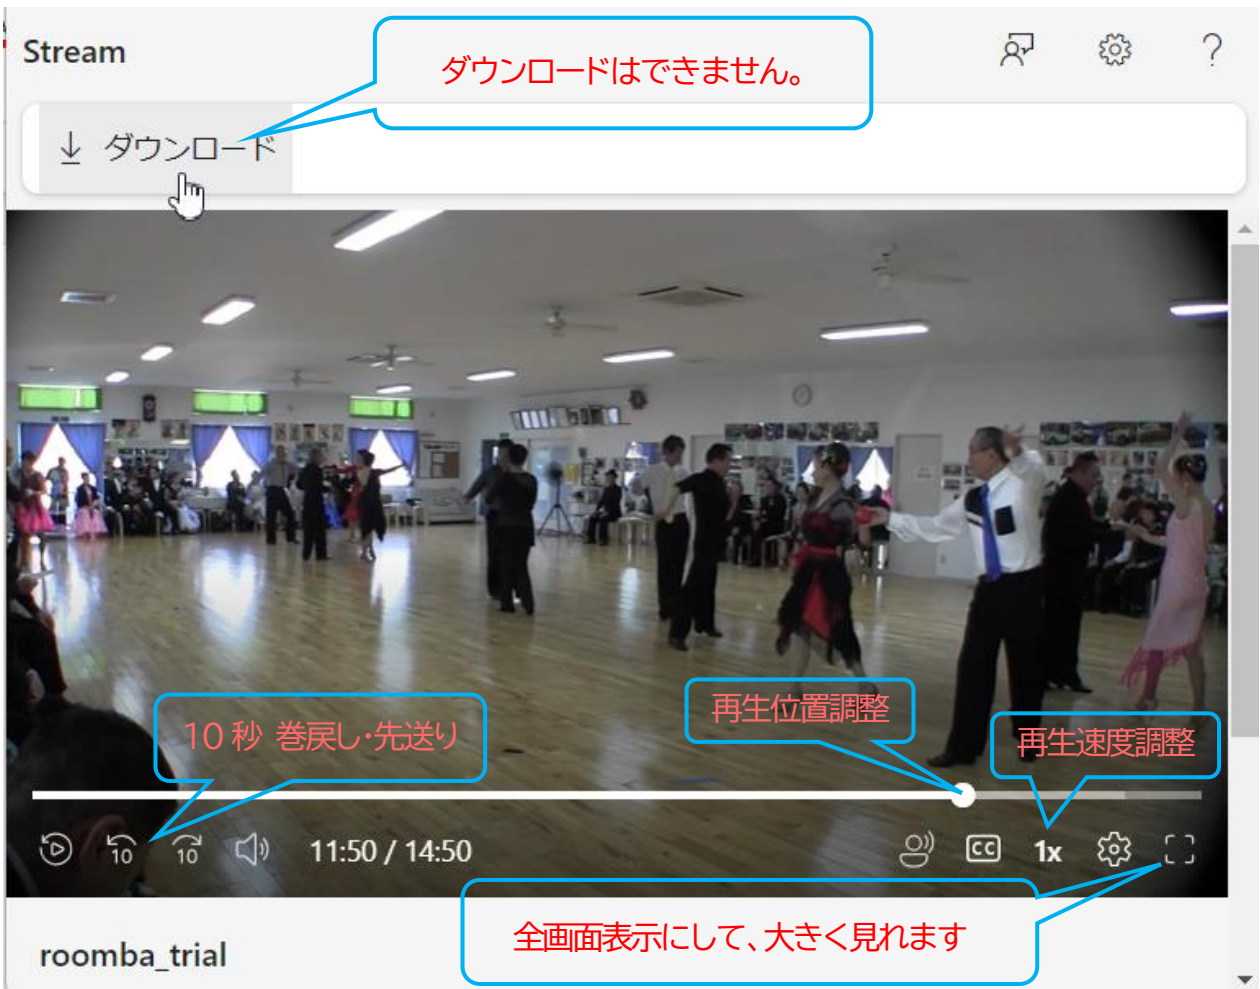 Stream
ダウンロードはできません。
ダウンロード
再生位置調整
10秒 巻戻し・先送り
再生速度調整
10
10
11:50 / 14:50
CC
1x
全画面表示にして、大きく見れます
roomba_trial